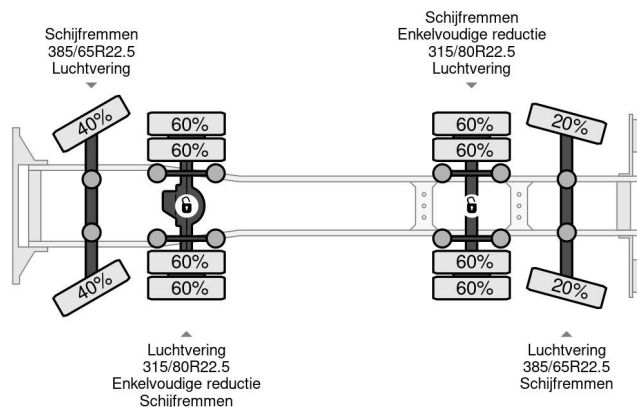 Schijfremmen
385/65R22.5
Luchtvering
Schijfremmen
Enkelvoudige reductie
315/80R22.5
Luchtvering
40%
60%
60%
60%
60%
20%
40%
60%
60%
60%
60%
20%
Luchtvering
315/80R22.5
Enkelvoudige reductie
Schijfremmen
Luchtvering
385/65R22.5
Schijfremmen